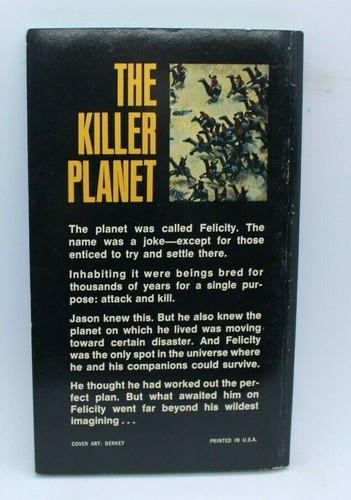 THE
KILLER
PLANET
The planet was called Felicity. The
name was a joke—except for those
enticed to try and settle there.
Inhabiting it were beings bred for
thousands of years for a single pur-
pose: attack and kill.
Jason knew this. But he also knew the
planet on which he lived was moving
toward certain disaster. And Felicity
was the only spot in the universe where
he and his companions could survive.
He thought he had worked out the per-
fect plan. But what awaited him on
Felicity went far beyond his wildest
imagining . . .
COVER ART: BERKEY
PRINTED IN U.S.A.